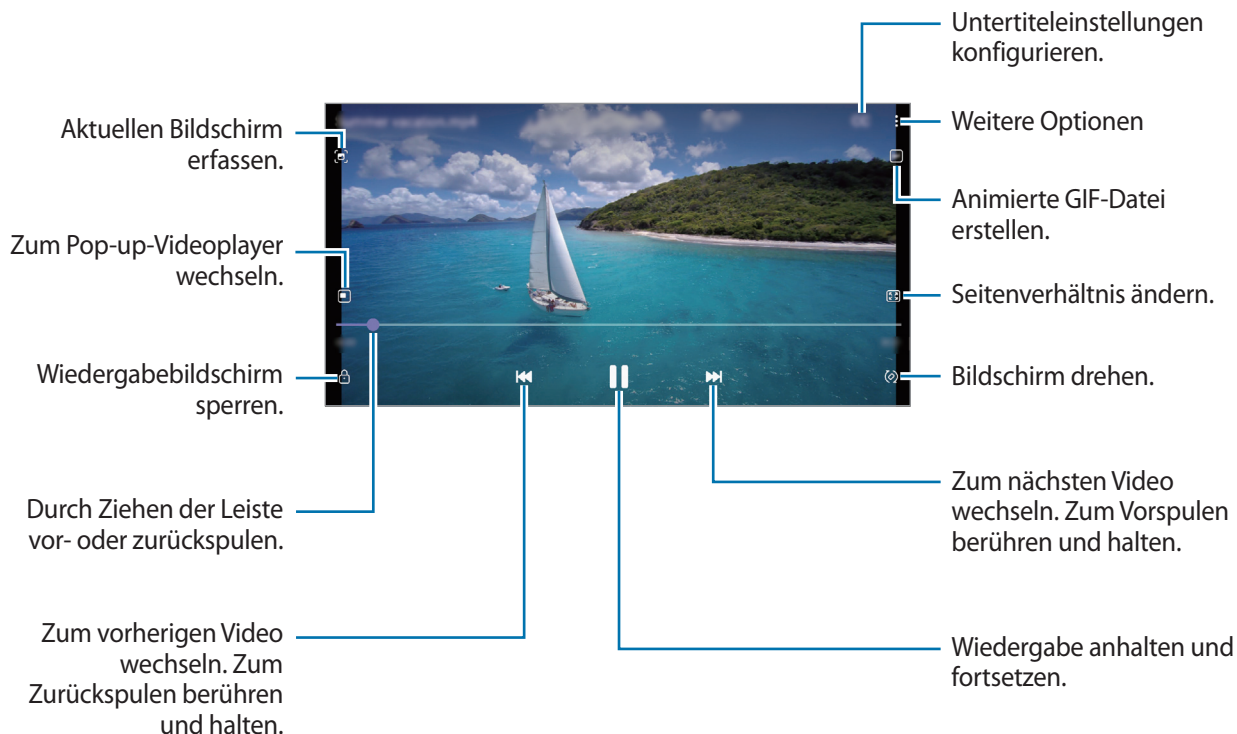 Untertiteleinstellungen
konfigurieren.
Aktuellen Bildschirm
erfassen.
Weitere Optionen
Animierte GIF-Datei
erstellen.
Zum Pop-up-Videoplayer
wechseln.
Seitenverhältnis ändern.
Wiedergabebildschirm
sperren.
Bildschirm drehen.
Durch Ziehen der Leiste
vor- oder zurückspulen.
Zum nächsten Video
wechseln. Zum Vorspulen
berühren und halten.
Zum vorherigen Video
wechseln. Zum
Zurückspulen berühren
und halten.
Wiedergabe anhalten und
fortsetzen.